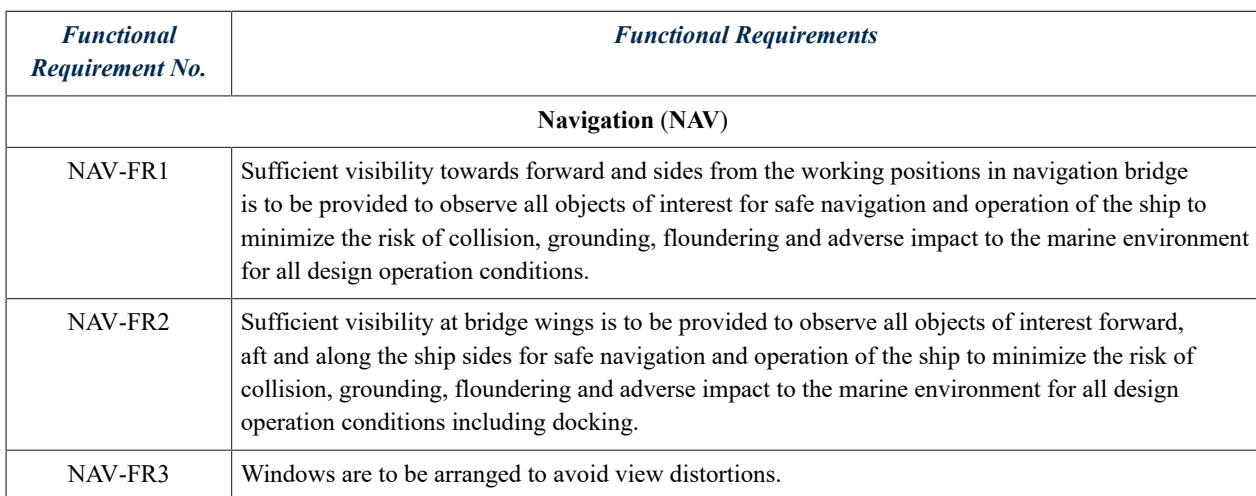 Functional
Requirement No.
Functional Requirements
Navigation (NAV)
NAV-FR1
Sufficient visibility towards forward and sides from the working positions in navigation bridge
is to be provided to observe all objects of interest for safe navigation and operation of the ship to
minimize the risk of collision, grounding, floundering and adverse impact to the marine environment
for all design operation conditions.
NAV-FR2
Sufficient visibility at bridge wings is to be provided to observe all objects of interest forward,
aft and along the ship sides for safe navigation and operation of the ship to minimize the risk of
collision, grounding, floundering and adverse impact to the marine environment for all design
operation conditions including docking.
NAV-FR3
Windows are to be arranged to avoid view distortions.